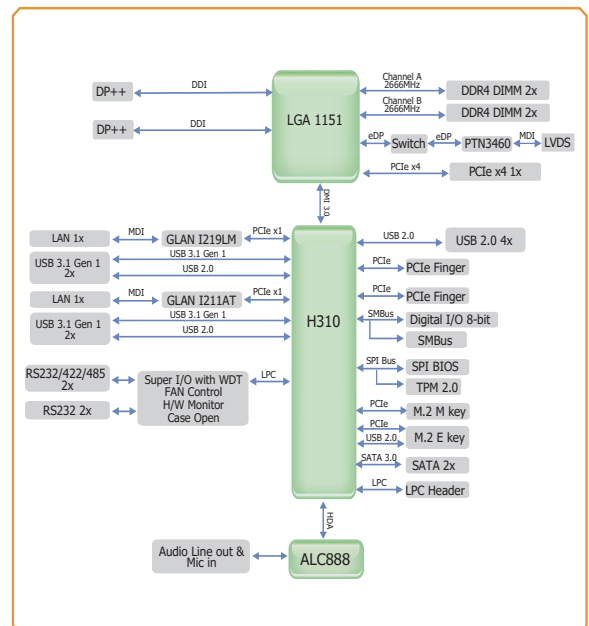 DP++
DDI
DP++
DDI
LGA 1151
Channel A
2666MHz
DDR4 DIMM 2x
Channel B
2666MHz
DDR4 DIMM 2x
eDP
Switch
eDP
PTN3460
MDI
LVDS
PCIe x4
PCIe x4 1x
DMI 3.0
LAN 1x
MDI
GLAN I219LM
PCIe x1
USB 3.1 Gen 1
2x
USB 3.1 Gen 1
USB 2.0
LAN 1x
MDI
GLAN I211AT
PCIe x1
USB 3.1 Gen 1
2x
USB 3.1 Gen 1
USB 2.0
RS232/422/485
2x
RS232 2x
Super I/O with WDT
FAN Control
H/W Monitor
Case Open
LPC
H310
USB 2.0
USB 2.0 4x
PCIe
PCIe Finger
PCIe
PCIe Finger
SMBus
Digital I/O 8-bit
SMBus
SPI Bus
SPI BIOS
TPM 2.0
PCIe
M.2 M key
PCIe
USB 2.0
M.2 E key
SATA 3.0
SATA 2x
LPC
LPC Header
HDA
Audio Line out &
Mic in
ALC888